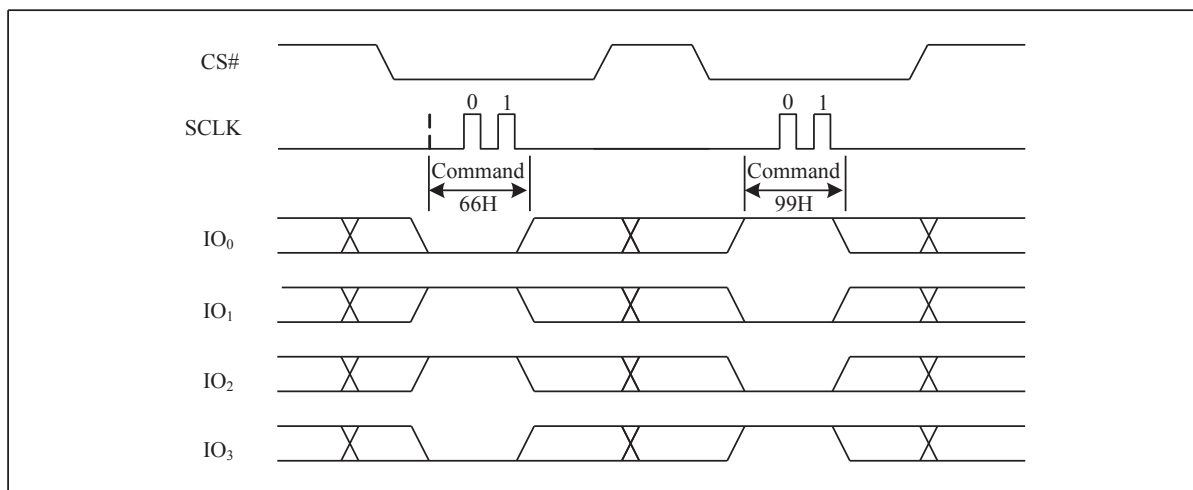 CS#
0 1 0 1
SCLK
Command Command
66H 99H
IO₀
IO₁
IO₂
IO₃